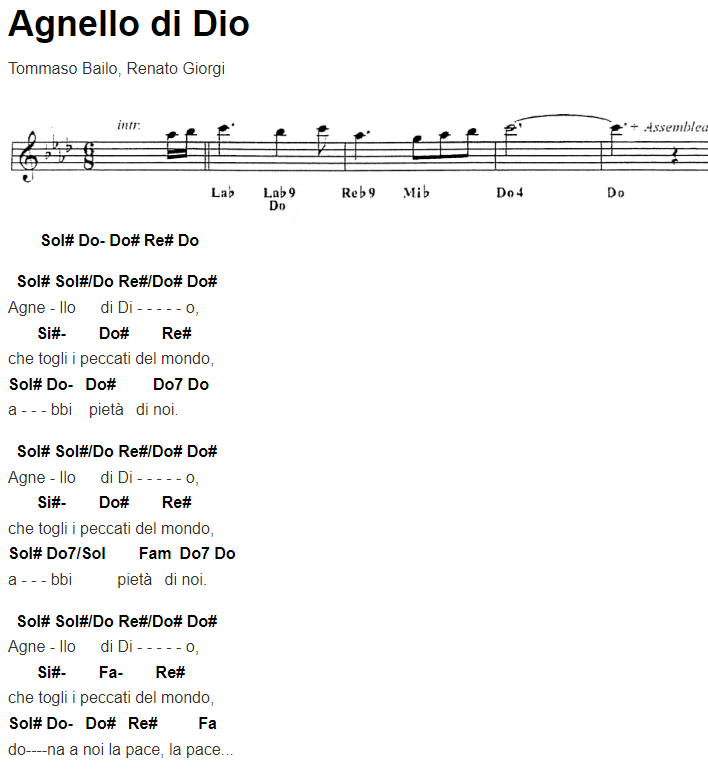 Agnello di Dio
Tommaso Bailo, Renato Giorgi
intr. + Assemblea
Lab Lab9 Reb9 Mib Do4 Do
Do
Sol# Do- Do# Re# Do
Sol# Sol#/Do Re#/Do# Do#
Agne - llo di Di - - - - - o,
Si#- Do# Re#
che togli i peccati del mondo,
Sol# Do- Do# Do7 Do
a - - - bbi pietà di noi.
Sol# Sol#/Do Re#/Do# Do#
Agne - llo di Di - - - - - o,
Si#- Do# Re#
che togli i peccati del mondo,
Sol# Do7/Sol Fam Do7 Do
a - - - bbi pietà di noi.
Sol# Sol#/Do Re#/Do# Do#
Agne - llo di Di - - - - - o,
Si#- Fa- Re#
che togli i peccati del mondo,
Sol# Do- Do# Re# Fa
do----na a noi la pace, la pace...